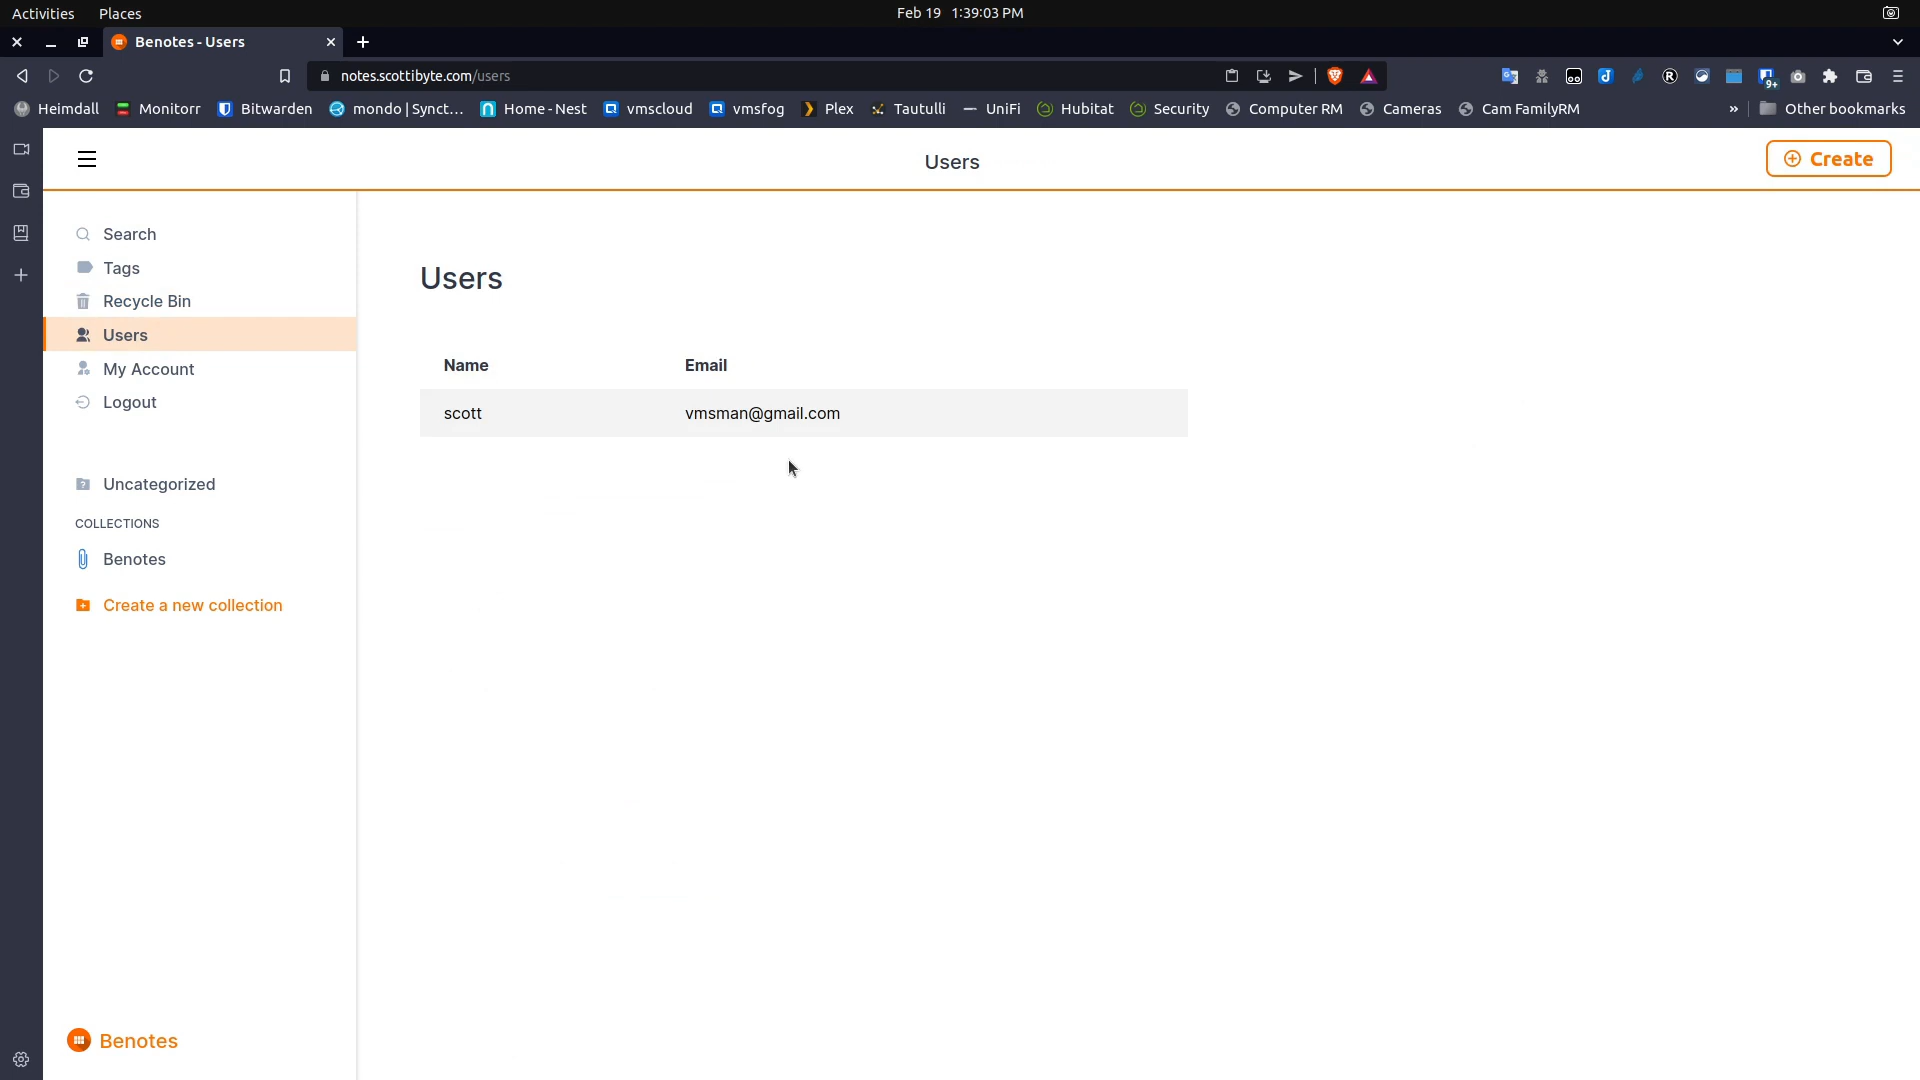 Activities Places Feb 19 1:39:03 PM
Benotes - Users
notes.scottibyte.com/users
9+
Heimdall Monitorr Bitwarden mondo | Synct... Home - Nest vmscloud vmsfog Plex Tautulli UniFi Hubitat Security Computer RM Cameras Cam FamilyRM » Other bookmarks
Users
Create
Search
Tags
Recycle Bin
Users
My Account
Logout
Uncategorized
COLLECTIONS
Benotes
Create a new collection
Benotes
Users
Name Email
scott vmsman@gmail.com